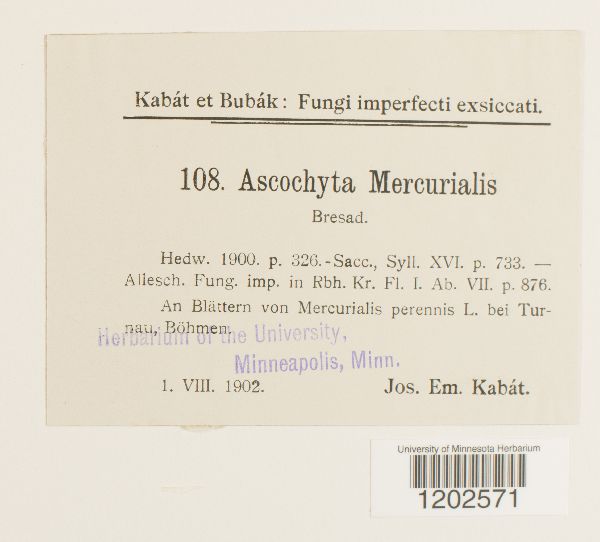 Kabát et Bubák: Fungi imperfecti exsiccati.
108. Ascochyta Mercurialis
Bresad.
Hedw. 1900. p. 326.-Sacc., Syll. XVI. p. 733. —
Allesch. Fung. imp. in Rbh. Kr. Fl. I. Ab. VII. p. 876.
An Blättern von Mercurialis perennis L. bei Tur-
nau, Böhmen.
Herbarium of the University,
Minneapolis, Minn.
1. VIII. 1902. Jos. Em. Kabát.
University of Minnesota Herbarium
1202571